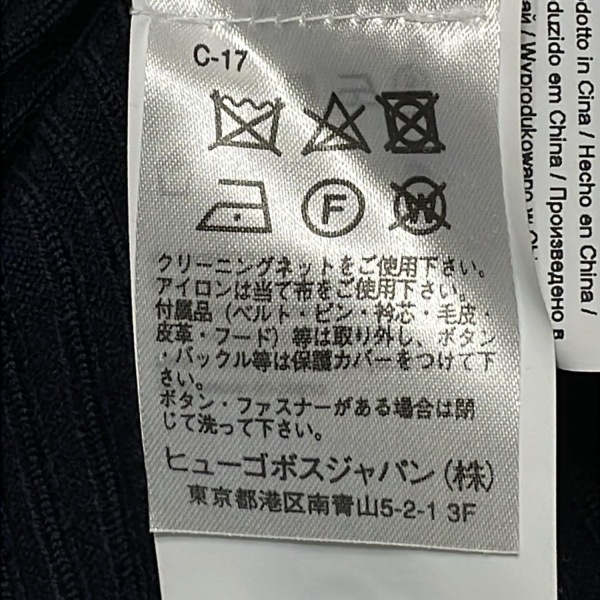 C-17
F
W
クリーニングネットをご使用下さい。
アイロンは当て布をご使用下さい。
付属品（ベルト・ピン・衿芯・毛皮・
皮革・フード）等は取り外し、ボタン
・バックル等は保護カバーをつけて下
さい。
ボタン・ファスナーがある場合は閉
じて洗って下さい。
ヒューゴボスジャパン（株）
東京都港区南青山5-2-1 3F
odotto in Cina / Hecho en China /
duzido em China / Произведено в
ай / Wyprodukowano w